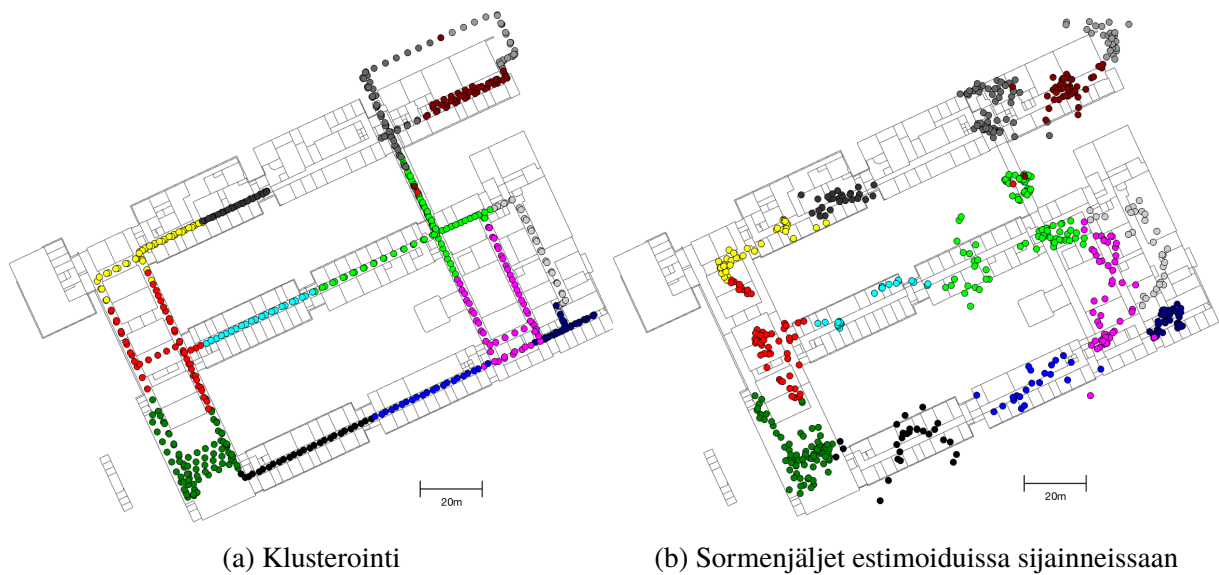 20m
20m
(a) Klusterointi
(b) Sormenjäljet estimoiduissa sijainneissaan